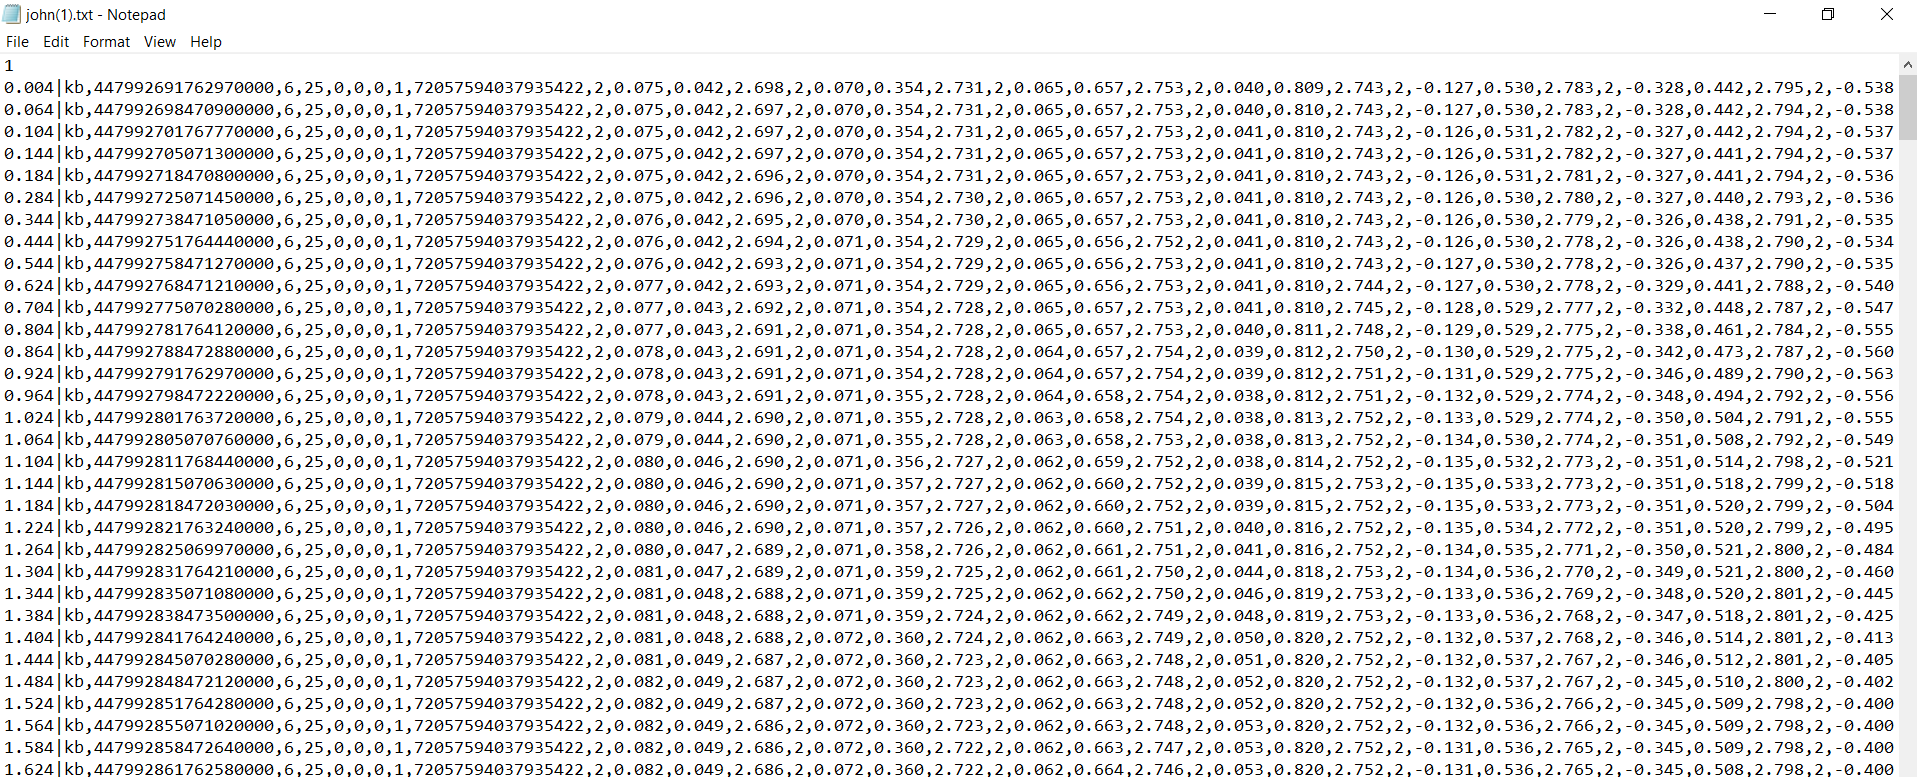 john(1).txt - Notepad
File Edit Format View Help
1
0.004|kb,447992691762970000,6,25,0,0,0,1,72057594037935422,2,0.075,0.042,2.698,2,0.070,0.354,2.731,2,0.065,0.657,2.753,2,0.040,0.809,2.743,2,-0.127,0.530,2.783,2,-0.328,0.442,2.795,2,-0.538
0.064|kb,447992698470900000,6,25,0,0,0,1,72057594037935422,2,0.075,0.042,2.697,2,0.070,0.354,2.731,2,0.065,0.657,2.753,2,0.040,0.810,2.743,2,-0.127,0.530,2.783,2,-0.328,0.442,2.794,2,-0.538
0.104|kb,447992701767770000,6,25,0,0,0,1,72057594037935422,2,0.075,0.042,2.697,2,0.070,0.354,2.731,2,0.065,0.657,2.753,2,0.041,0.810,2.743,2,-0.126,0.531,2.782,2,-0.327,0.442,2.794,2,-0.537
0.144|kb,447992705071300000,6,25,0,0,0,1,72057594037935422,2,0.075,0.042,2.697,2,0.070,0.354,2.731,2,0.065,0.657,2.753,2,0.041,0.810,2.743,2,-0.126,0.531,2.782,2,-0.327,0.441,2.794,2,-0.537
0.184|kb,447992718470800000,6,25,0,0,0,1,72057594037935422,2,0.075,0.042,2.696,2,0.070,0.354,2.731,2,0.065,0.657,2.753,2,0.041,0.810,2.743,2,-0.126,0.531,2.781,2,-0.327,0.441,2.794,2,-0.536
0.284|kb,447992725071450000,6,25,0,0,0,1,72057594037935422,2,0.075,0.042,2.696,2,0.070,0.354,2.730,2,0.065,0.657,2.753,2,0.041,0.810,2.743,2,-0.126,0.530,2.780,2,-0.327,0.440,2.793,2,-0.536
0.344|kb,447992738471050000,6,25,0,0,0,1,72057594037935422,2,0.076,0.042,2.695,2,0.070,0.354,2.730,2,0.065,0.657,2.753,2,0.041,0.810,2.743,2,-0.126,0.530,2.779,2,-0.326,0.438,2.791,2,-0.535
0.444|kb,447992751764440000,6,25,0,0,0,1,72057594037935422,2,0.076,0.042,2.694,2,0.071,0.354,2.729,2,0.065,0.656,2.752,2,0.041,0.810,2.743,2,-0.126,0.530,2.778,2,-0.326,0.438,2.790,2,-0.534
0.544|kb,447992758471270000,6,25,0,0,0,1,72057594037935422,2,0.076,0.042,2.693,2,0.071,0.354,2.729,2,0.065,0.656,2.753,2,0.041,0.810,2.743,2,-0.127,0.530,2.778,2,-0.326,0.437,2.790,2,-0.535
0.624|kb,447992768471210000,6,25,0,0,0,1,72057594037935422,2,0.077,0.042,2.693,2,0.071,0.354,2.729,2,0.065,0.656,2.753,2,0.041,0.810,2.744,2,-0.127,0.530,2.778,2,-0.329,0.441,2.788,2,-0.540
0.704|kb,447992775070280000,6,25,0,0,0,1,72057594037935422,2,0.077,0.043,2.692,2,0.071,0.354,2.728,2,0.065,0.657,2.753,2,0.041,0.810,2.745,2,-0.128,0.529,2.777,2,-0.332,0.448,2.787,2,-0.547
0.804|kb,447992781764120000,6,25,0,0,0,1,72057594037935422,2,0.077,0.043,2.691,2,0.071,0.354,2.728,2,0.065,0.657,2.753,2,0.040,0.811,2.748,2,-0.129,0.529,2.775,2,-0.338,0.461,2.784,2,-0.555
0.864|kb,447992788472880000,6,25,0,0,0,1,72057594037935422,2,0.078,0.043,2.691,2,0.071,0.354,2.728,2,0.064,0.657,2.754,2,0.039,0.812,2.750,2,-0.130,0.529,2.775,2,-0.342,0.473,2.787,2,-0.560
0.924|kb,447992791762970000,6,25,0,0,0,1,72057594037935422,2,0.078,0.043,2.691,2,0.071,0.354,2.728,2,0.064,0.657,2.754,2,0.039,0.812,2.751,2,-0.131,0.529,2.775,2,-0.346,0.489,2.790,2,-0.563
0.964|kb,447992798472220000,6,25,0,0,0,1,72057594037935422,2,0.078,0.043,2.691,2,0.071,0.355,2.728,2,0.064,0.658,2.754,2,0.038,0.812,2.751,2,-0.132,0.529,2.774,2,-0.348,0.494,2.792,2,-0.556
1.024|kb,447992801763720000,6,25,0,0,0,1,72057594037935422,2,0.079,0.044,2.690,2,0.071,0.355,2.728,2,0.063,0.658,2.754,2,0.038,0.813,2.752,2,-0.133,0.529,2.774,2,-0.350,0.504,2.791,2,-0.555
1.064|kb,447992805070760000,6,25,0,0,0,1,72057594037935422,2,0.079,0.044,2.690,2,0.071,0.355,2.728,2,0.063,0.658,2.753,2,0.038,0.813,2.752,2,-0.134,0.530,2.774,2,-0.351,0.508,2.792,2,-0.549
1.104|kb,447992811768440000,6,25,0,0,0,1,72057594037935422,2,0.080,0.046,2.690,2,0.071,0.356,2.727,2,0.062,0.659,2.752,2,0.038,0.814,2.752,2,-0.135,0.532,2.773,2,-0.351,0.514,2.798,2,-0.521
1.144|kb,447992815070630000,6,25,0,0,0,1,72057594037935422,2,0.080,0.046,2.690,2,0.071,0.357,2.727,2,0.062,0.660,2.752,2,0.039,0.815,2.753,2,-0.135,0.533,2.773,2,-0.351,0.518,2.799,2,-0.518
1.184|kb,447992818472030000,6,25,0,0,0,1,72057594037935422,2,0.080,0.046,2.690,2,0.071,0.357,2.727,2,0.062,0.660,2.752,2,0.039,0.815,2.752,2,-0.135,0.533,2.773,2,-0.351,0.520,2.799,2,-0.504
1.224|kb,447992821763240000,6,25,0,0,0,1,72057594037935422,2,0.080,0.046,2.690,2,0.071,0.357,2.726,2,0.062,0.660,2.751,2,0.040,0.816,2.752,2,-0.135,0.534,2.772,2,-0.351,0.520,2.799,2,-0.495
1.264|kb,447992825069970000,6,25,0,0,0,1,72057594037935422,2,0.080,0.047,2.689,2,0.071,0.358,2.726,2,0.062,0.661,2.751,2,0.041,0.816,2.752,2,-0.134,0.535,2.771,2,-0.350,0.521,2.800,2,-0.484
1.304|kb,447992831764210000,6,25,0,0,0,1,72057594037935422,2,0.081,0.047,2.689,2,0.071,0.359,2.725,2,0.062,0.661,2.750,2,0.044,0.818,2.753,2,-0.134,0.536,2.770,2,-0.349,0.521,2.800,2,-0.460
1.344|kb,447992835071080000,6,25,0,0,0,1,72057594037935422,2,0.081,0.048,2.688,2,0.071,0.359,2.725,2,0.062,0.662,2.750,2,0.046,0.819,2.753,2,-0.133,0.536,2.769,2,-0.348,0.520,2.801,2,-0.445
1.384|kb,447992838473500000,6,25,0,0,0,1,72057594037935422,2,0.081,0.048,2.688,2,0.071,0.360,2.724,2,0.062,0.662,2.749,2,0.048,0.819,2.753,2,-0.133,0.536,2.768,2,-0.347,0.518,2.801,2,-0.425
1.404|kb,447992841764240000,6,25,0,0,0,1,72057594037935422,2,0.081,0.048,2.688,2,0.072,0.360,2.724,2,0.062,0.663,2.749,2,0.050,0.820,2.752,2,-0.132,0.537,2.768,2,-0.346,0.514,2.801,2,-0.413
1.444|kb,447992845070280000,6,25,0,0,0,1,72057594037935422,2,0.081,0.049,2.687,2,0.072,0.360,2.723,2,0.062,0.663,2.748,2,0.051,0.820,2.752,2,-0.132,0.537,2.767,2,-0.346,0.512,2.801,2,-0.405
1.484|kb,447992848472120000,6,25,0,0,0,1,72057594037935422,2,0.082,0.049,2.687,2,0.072,0.360,2.723,2,0.062,0.663,2.748,2,0.052,0.820,2.752,2,-0.132,0.537,2.767,2,-0.345,0.510,2.800,2,-0.402
1.524|kb,447992851764280000,6,25,0,0,0,1,72057594037935422,2,0.082,0.049,2.687,2,0.072,0.360,2.723,2,0.062,0.663,2.748,2,0.052,0.820,2.752,2,-0.132,0.536,2.766,2,-0.345,0.509,2.798,2,-0.400
1.564|kb,447992855071020000,6,25,0,0,0,1,72057594037935422,2,0.082,0.049,2.686,2,0.072,0.360,2.723,2,0.062,0.663,2.748,2,0.053,0.820,2.752,2,-0.132,0.536,2.766,2,-0.345,0.509,2.798,2,-0.400
1.584|kb,447992858472640000,6,25,0,0,0,1,72057594037935422,2,0.082,0.049,2.686,2,0.072,0.360,2.722,2,0.062,0.663,2.747,2,0.053,0.820,2.752,2,-0.131,0.536,2.765,2,-0.345,0.509,2.798,2,-0.400
1.624|kb,447992861762580000,6,25,0,0,0,1,72057594037935422,2,0.082,0.049,2.686,2,0.072,0.360,2.722,2,0.062,0.664,2.746,2,0.053,0.820,2.752,2,-0.131,0.536,2.765,2,-0.345,0.508,2.798,2,-0.400